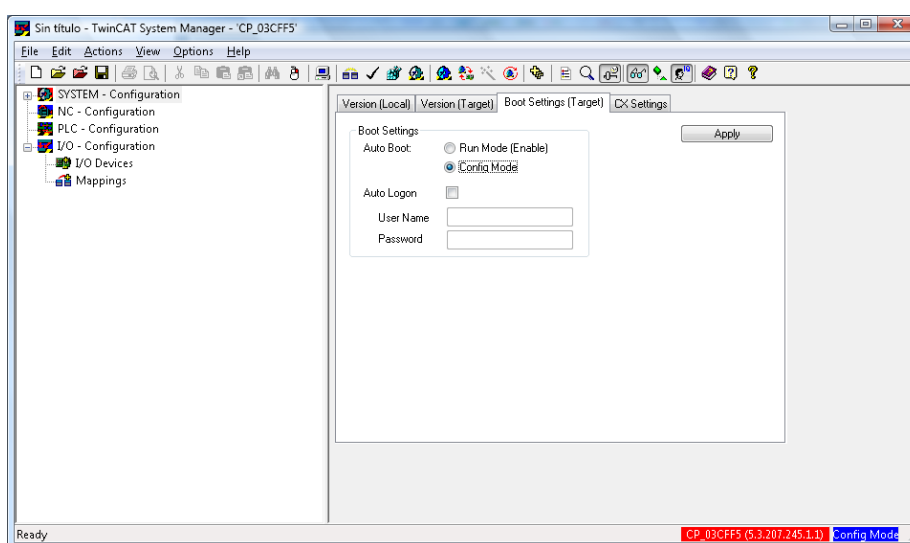 Sin título - TwinCAT System Manager - 'CP_03CFF5'
File Edit Actions View Options Help
SYSTEM - Configuration
NC - Configuration
PLC - Configuration
I/O - Configuration
I/O Devices
Mappings
Version (Local) Version (Target) Boot Settings (Target) CX Settings
Boot Settings
Auto Boot: Run Mode (Enable)
Config Mode
Apply
Auto Logon
User Name
Password
Ready CP_03CFF5 (5.3.207.245.1.1) Config Mode